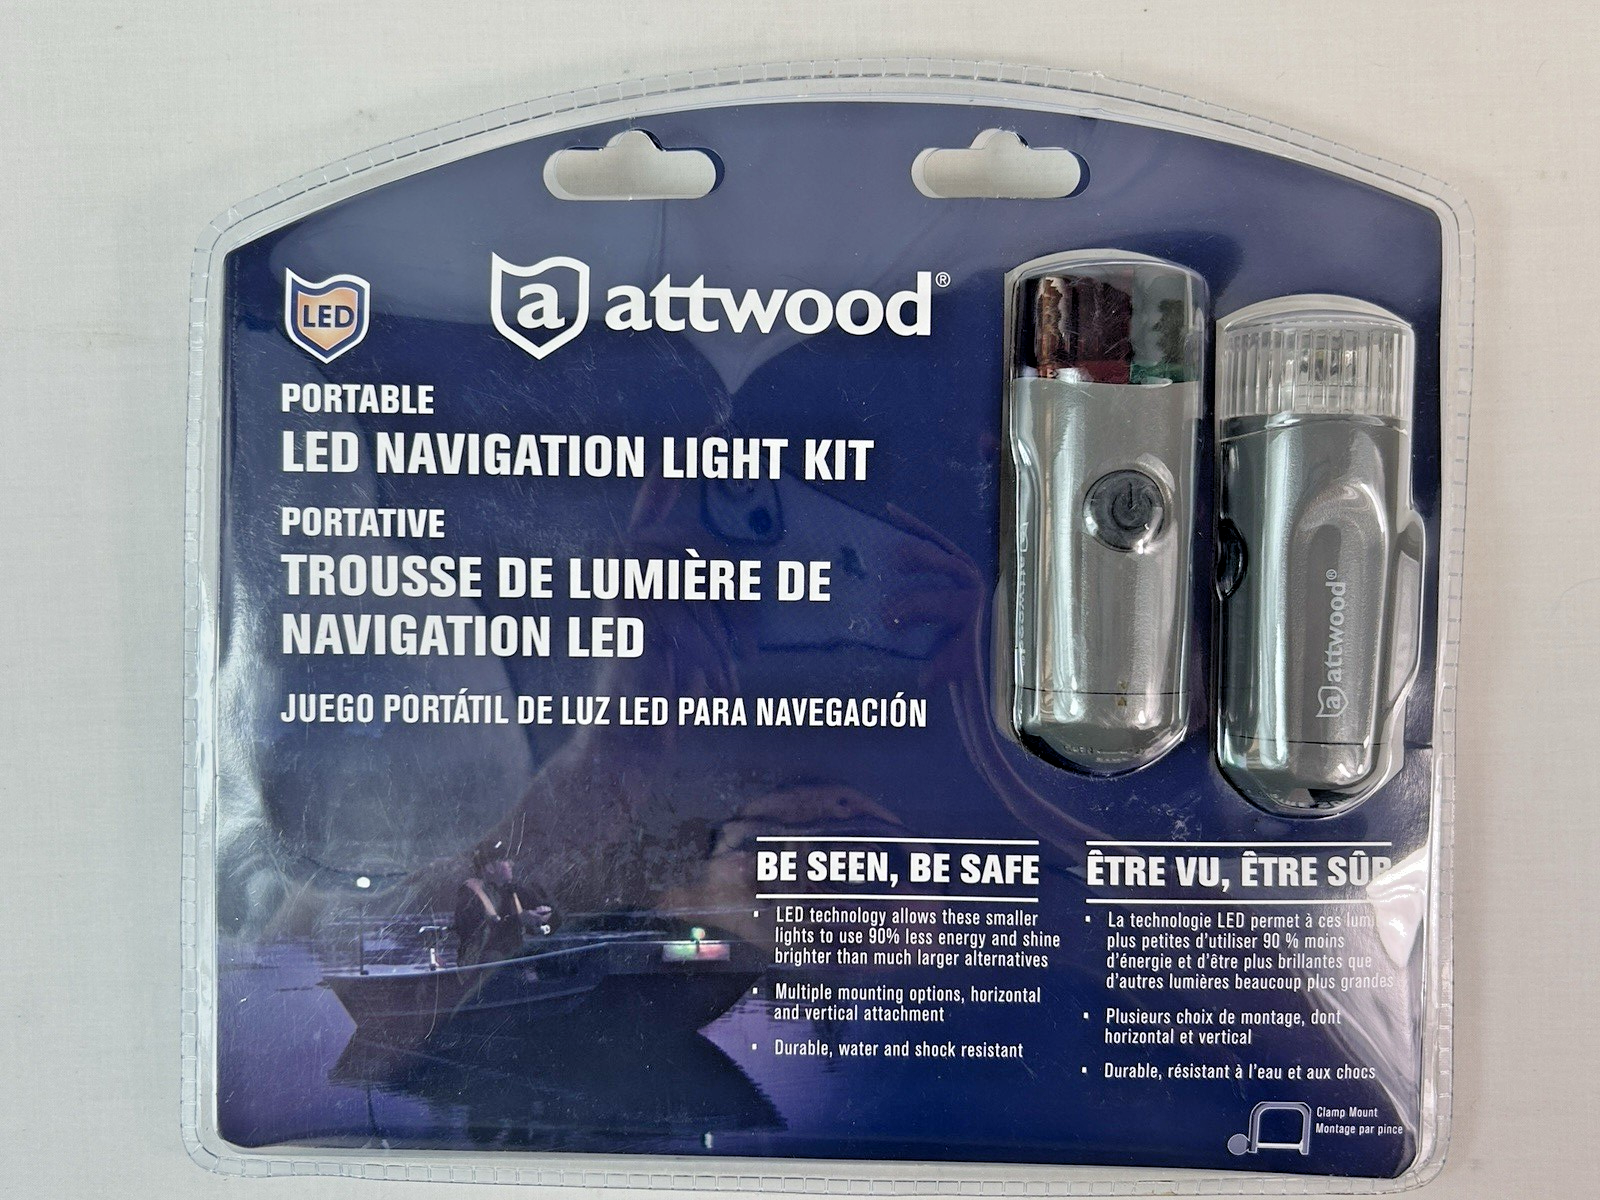 LED
a attwood®
PORTABLE
LED NAVIGATION LIGHT KIT
PORTATIVE
TROUSSE DE LUMIÈRE DE
NAVIGATION LED
JUEGO PORTÁTIL DE LUZ LED PARA NAVEGACIÓN
a attwood®
BE SEEN, BE SAFE
• LED technology allows these smaller
lights to use 90% less energy and shine
brighter than much larger alternatives
• Multiple mounting options, horizontal
and vertical attachment
• Durable, water and shock resistant
ÊTRE VU, ÊTRE SÛR
• La technologie LED permet à ces
plus petites d'utiliser 90 % moins
d'énergie et d'être plus brillantes que
d'autres lumières beaucoup plus grandes
• Plusieurs choix de montage, dont
horizontal et vertical
• Durable, résistant à l'eau et aux chocs
Clamp Mount
Montage par pince